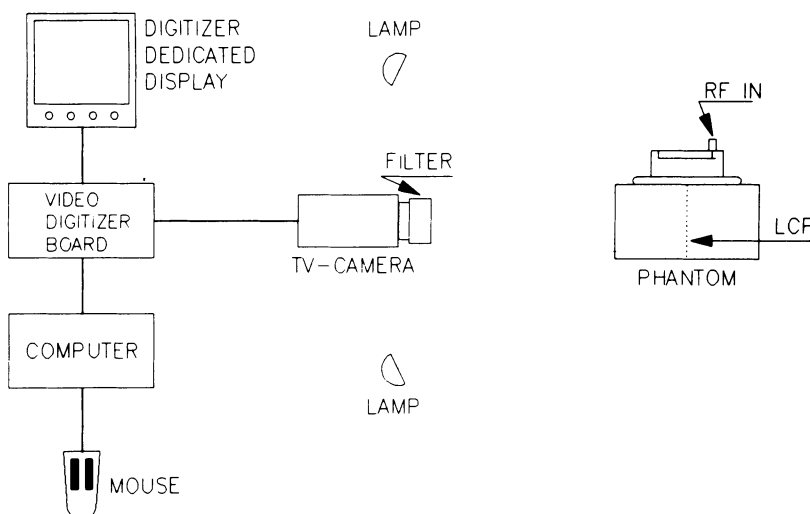 DIGITIZER
DEDICATED
DISPLAY
LAMP
RF IN
FILTER
VIDEO
DIGITIZER
BOARD
TV-CAMERA
LCF
PHANTOM
COMPUTER
LAMP
MOUSE